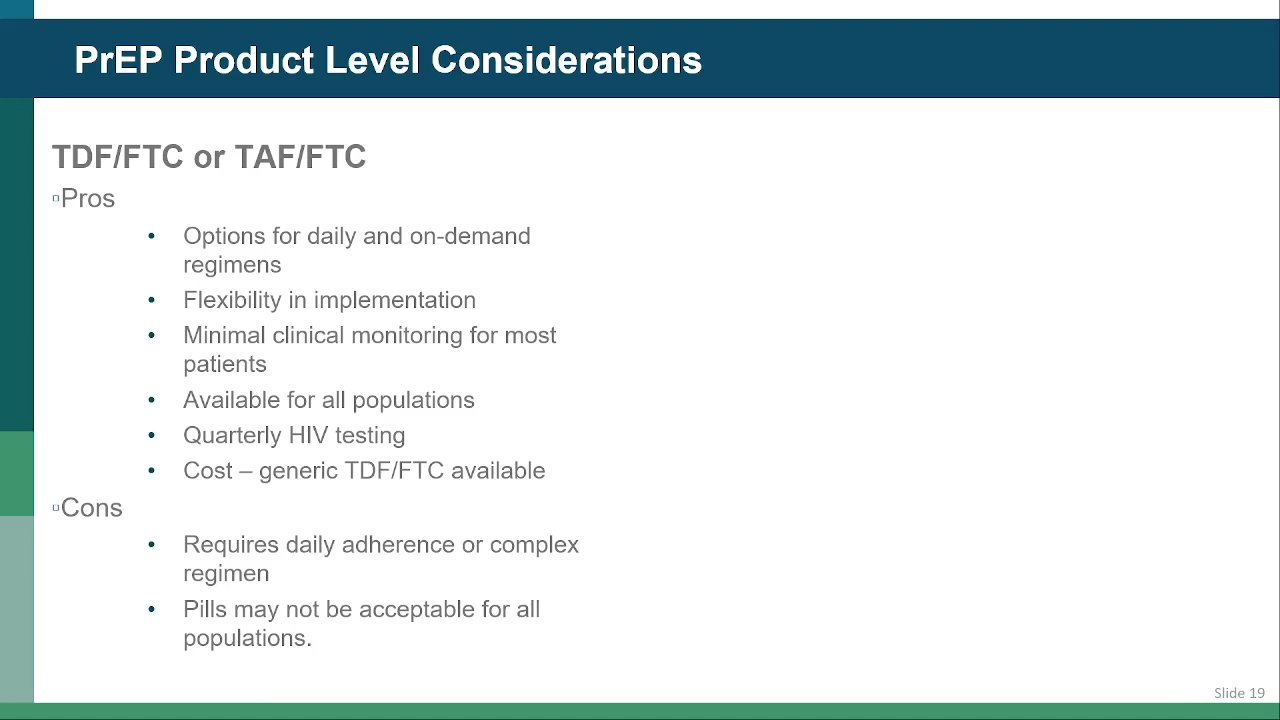 PrEP Product Level Considerations
TDF/FTC or TAF/FTC
▫Pros
• Options for daily and on-demand
regimens
• Flexibility in implementation
• Minimal clinical monitoring for most
patients
• Available for all populations
• Quarterly HIV testing
• Cost – generic TDF/FTC available
▫Cons
• Requires daily adherence or complex
regimen
• Pills may not be acceptable for all
populations.
Slide 19